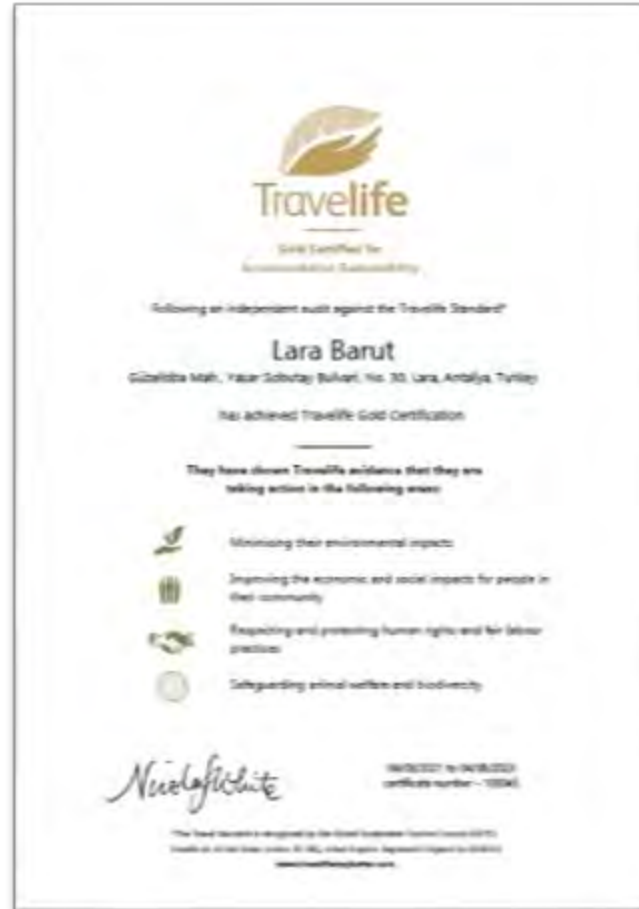 Travelife
Gold Certified for
Accommodation Sustainability
Following an independent audit against the Travelife Standard*
Lara Barut
Güzeloba Mah., Yasar Sobutay Bulvari, No. 30, Lara, Antalya, Turkey
has achieved Travelife Gold Certification
They have shown Travelife evidence that they are
taking action in the following areas:
Minimising their environmental impacts
Improving the economic and social impacts for people in
their community
Respecting and protecting human rights and fair labour
practices
Safeguarding animal welfare and biodiversity
certificate number –